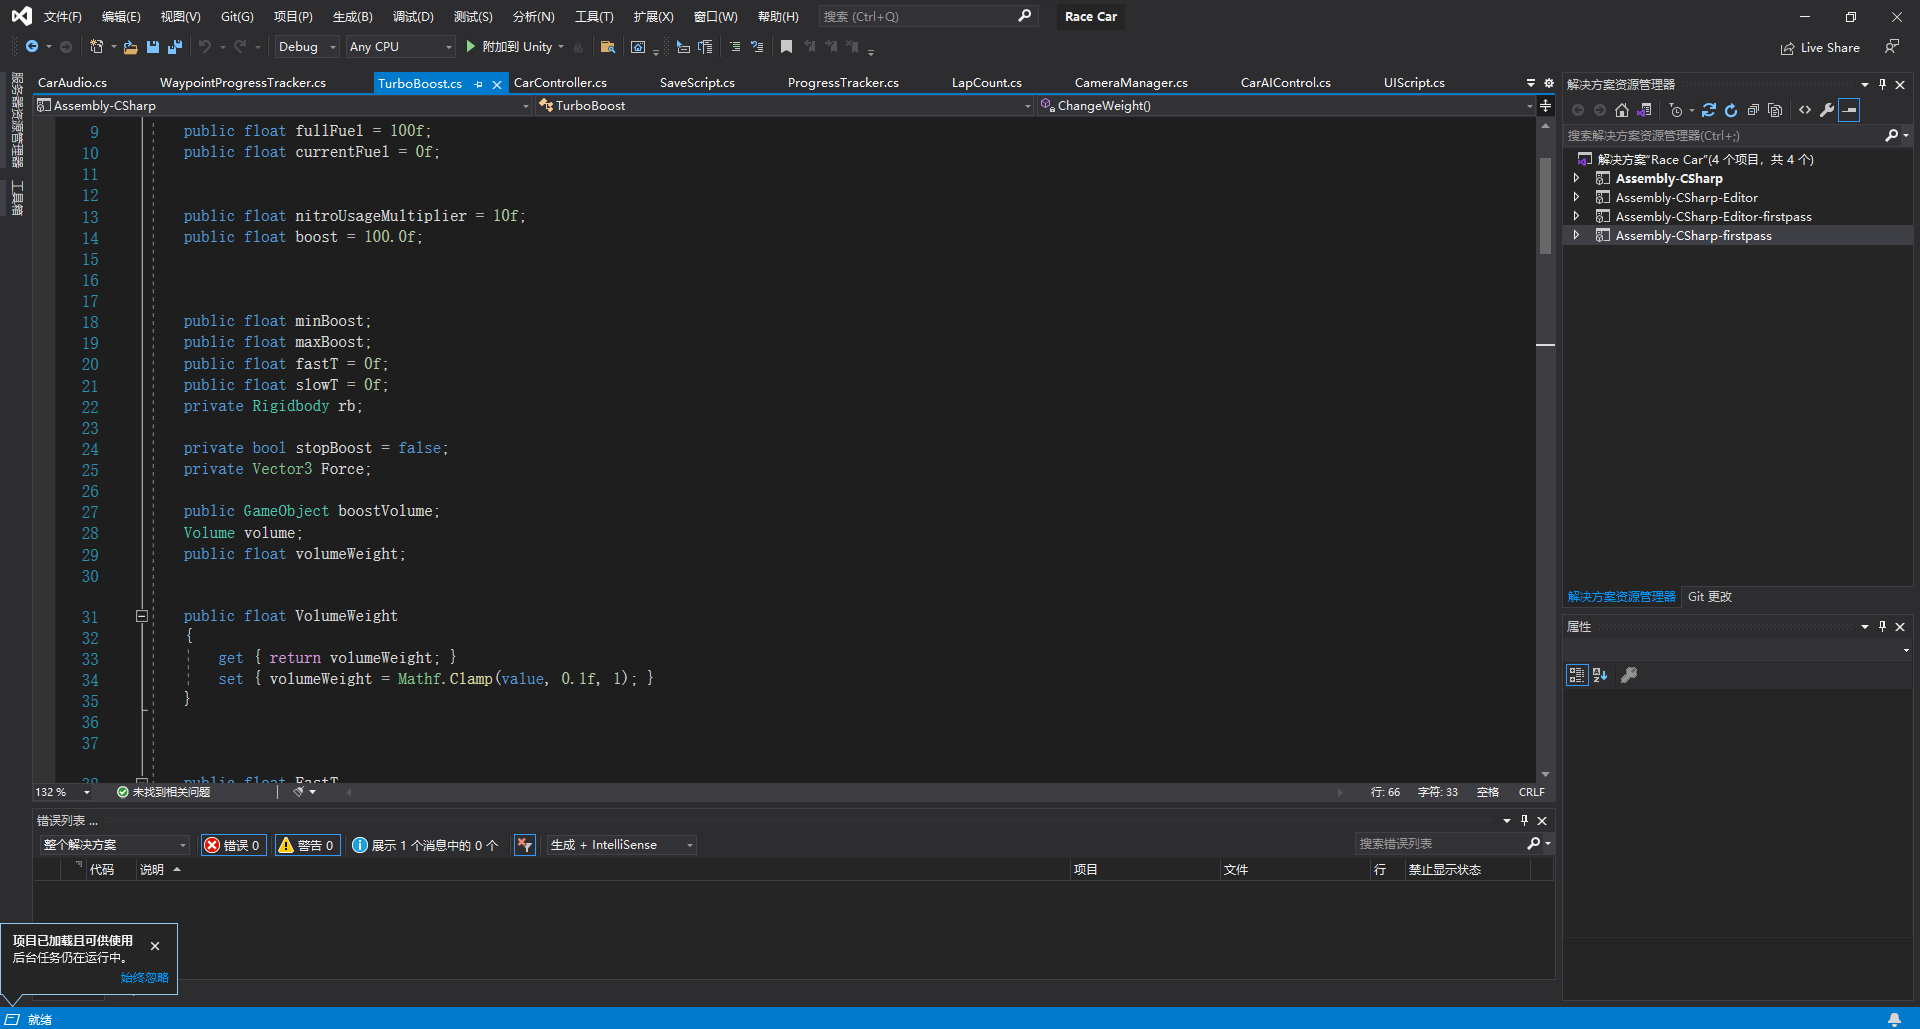 文件(F) 编辑(E) 视图(V) Git(G) 项目(P) 生成(B) 调试(D) 测试(S) 分析(N) 工具(T) 扩展(X) 窗口(W) 帮助(H) 搜索 (Ctrl+Q) Race Car
Debug Any CPU 附加到 Unity Live Share
服务器资源管理器
工具箱
CarAudio.cs WaypointProgressTracker.cs TurboBoost.cs CarController.cs SaveScript.cs ProgressTracker.cs LapCount.cs CameraManager.cs CarAIControl.cs UIScript.cs
Assembly-CSharp TurboBoost ChangeWeight()
9 public float fullFuel = 100f;
10 public float currentFuel = 0f;
11
12
13 public float nitroUsageMultiplier = 10f;
14 public float boost = 100.0f;
15
16
17
18 public float minBoost;
19 public float maxBoost;
20 public float fastT = 0f;
21 public float slowT = 0f;
22 private Rigidbody rb;
23
24 private bool stopBoost = false;
25 private Vector3 Force;
26
27 public GameObject boostVolume;
28 Volume volume;
29 public float volumeWeight;
30
31 public float VolumeWeight
32 {
33 get { return volumeWeight; }
34 set { volumeWeight = Mathf.Clamp(value, 0.1f, 1); }
35 }
36
37
38 public float FastT
132 % 未找到相关问题 行: 66 字符: 33 空格 CRLF
错误列表 ...
整个解决方案 错误 0 警告 0 展示 1 个消息中的 0 个 生成 + IntelliSense 搜索错误列表
代码 说明 项目 文件 行 禁止显示状态
项目已加载且可供使用
后台任务仍在运行中。
始终忽略
就绪
解决方案资源管理器
搜索解决方案资源管理器(Ctrl+;)
解决方案"Race Car"(4 个项目，共 4 个)
Assembly-CSharp
Assembly-CSharp-Editor
Assembly-CSharp-Editor-firstpass
Assembly-CSharp-firstpass
解决方案资源管理器 Git 更改
属性